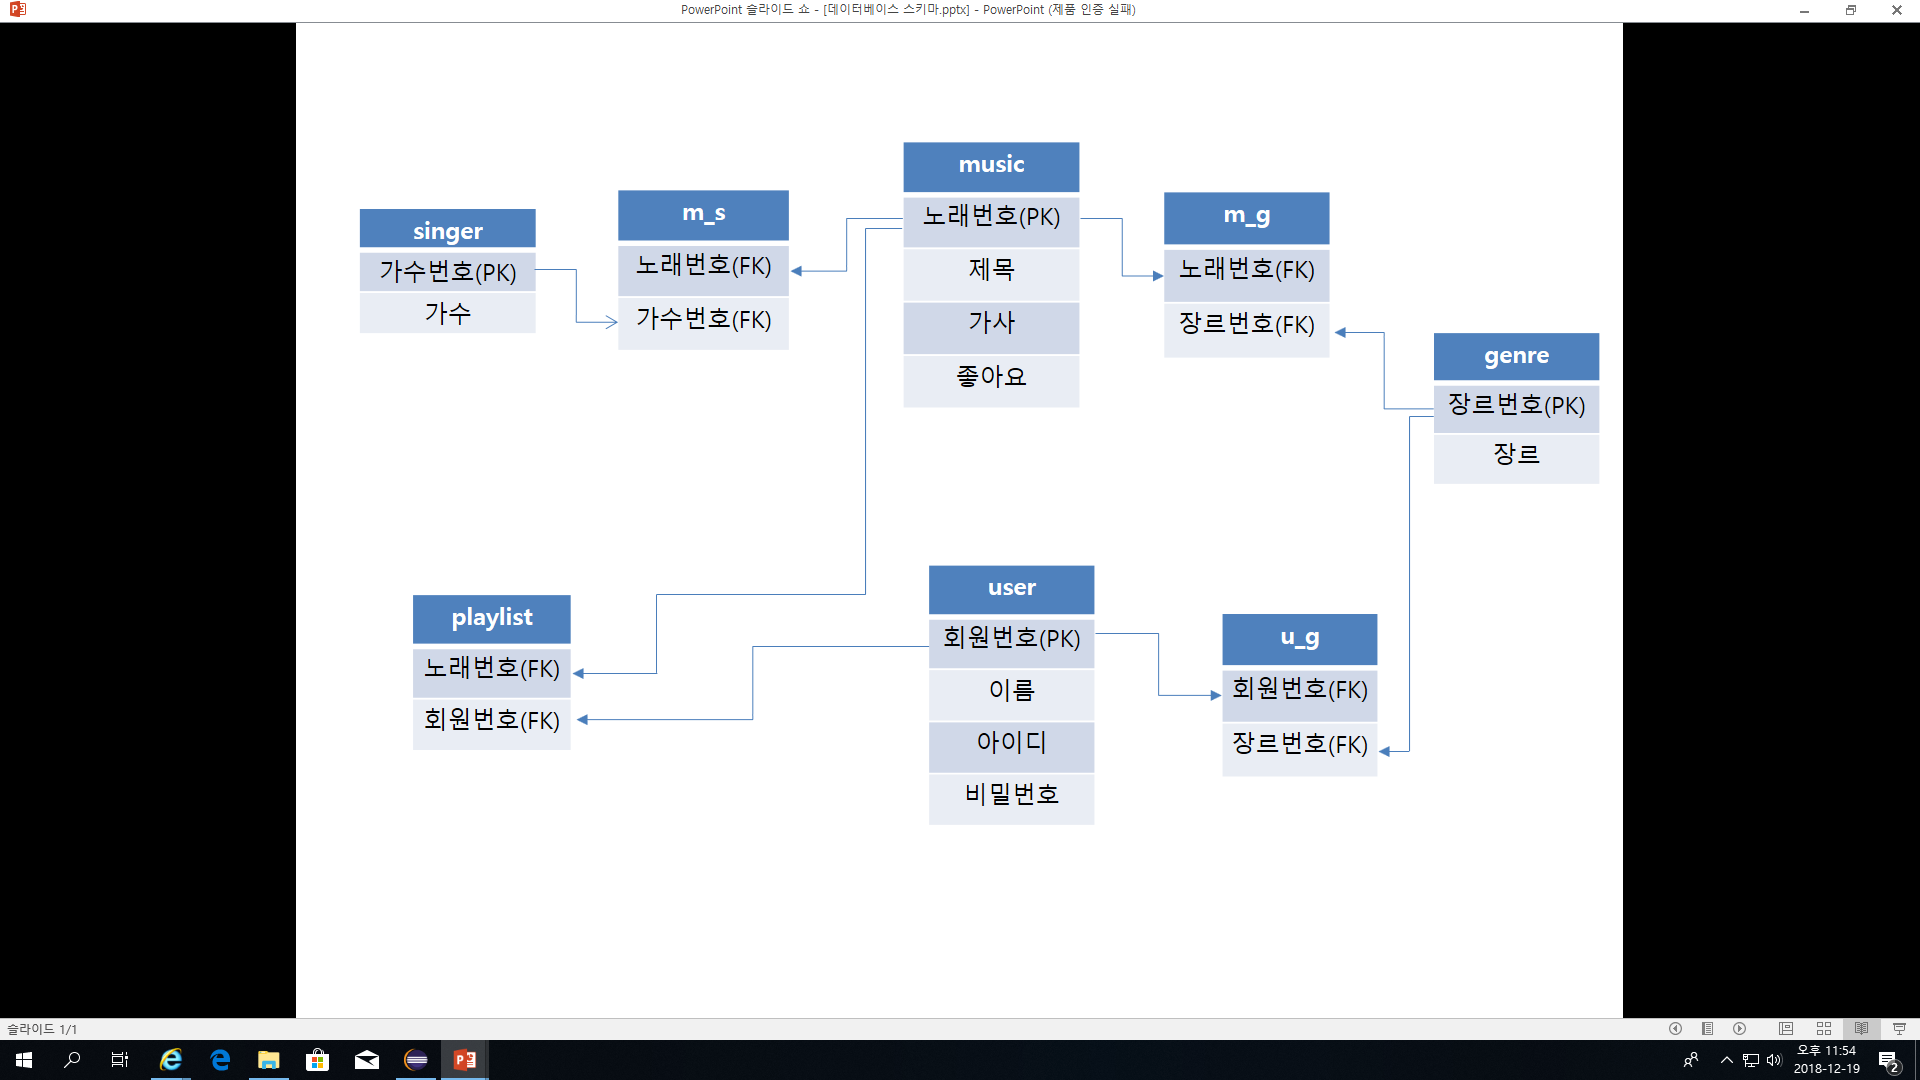 PowerPoint 슬라이드 쇼 - [데이터베이스 스키마.pptx] - PowerPoint (제품 인증 실패)
singer
가수번호(PK)
가수
m_s
노래번호(FK)
가수번호(FK)
music
노래번호(PK)
제목
가사
좋아요
m_g
노래번호(FK)
장르번호(FK)
genre
장르번호(PK)
장르
playlist
노래번호(FK)
회원번호(FK)
user
회원번호(PK)
이름
아이디
비밀번호
u_g
회원번호(FK)
장르번호(FK)
슬라이드 1/1
오후 11:54
2018-12-19
2